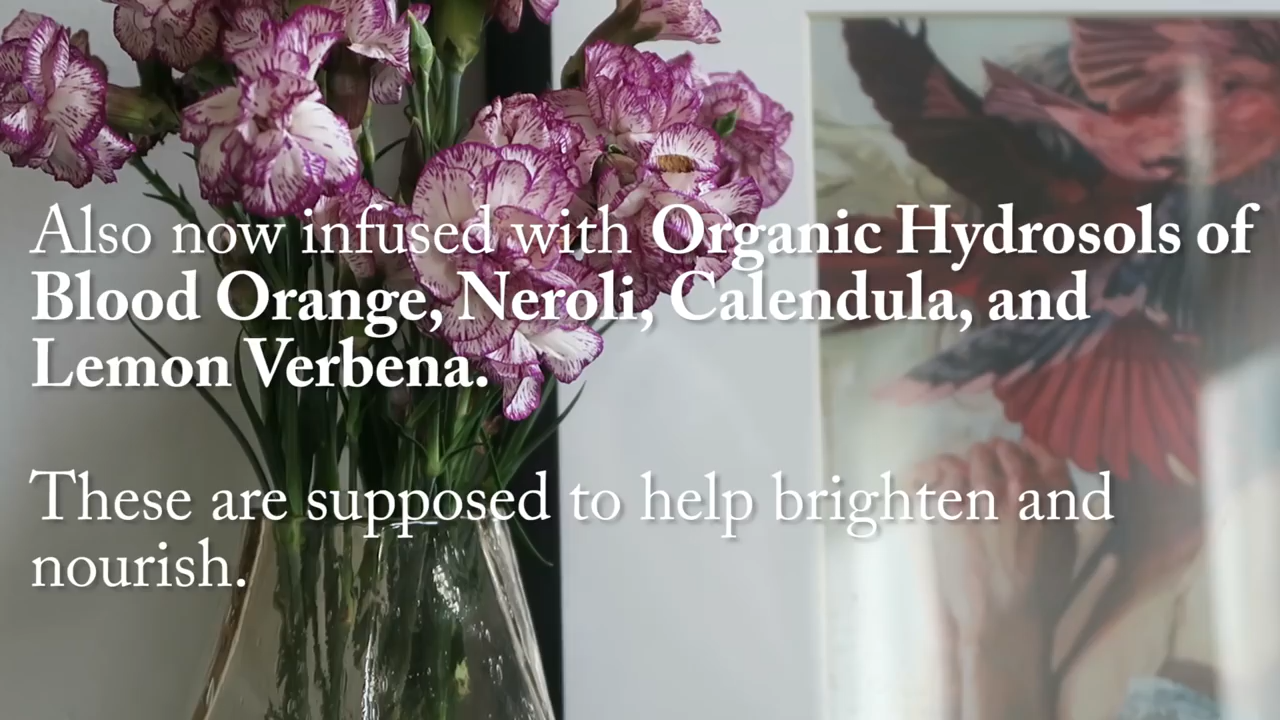 Also now infused with Organic Hydrosols of
Blood Orange, Neroli, Calendula, and
Lemon Verbena.
These are supposed to help brighten and
nourish.